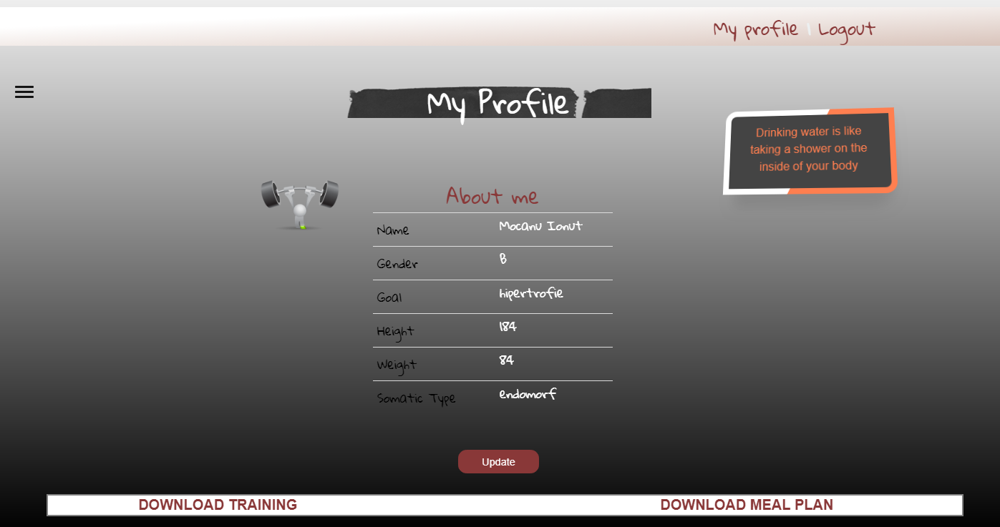 My profile | Logout
My Profile
Drinking water is like
taking a shower on the
inside of your body
About me
Name Mocanu Ionut
Gender B
Goal hipertrofie
Height 184
Weight 84
Somatic Type endomorf
Update
DOWNLOAD TRAINING DOWNLOAD MEAL PLAN